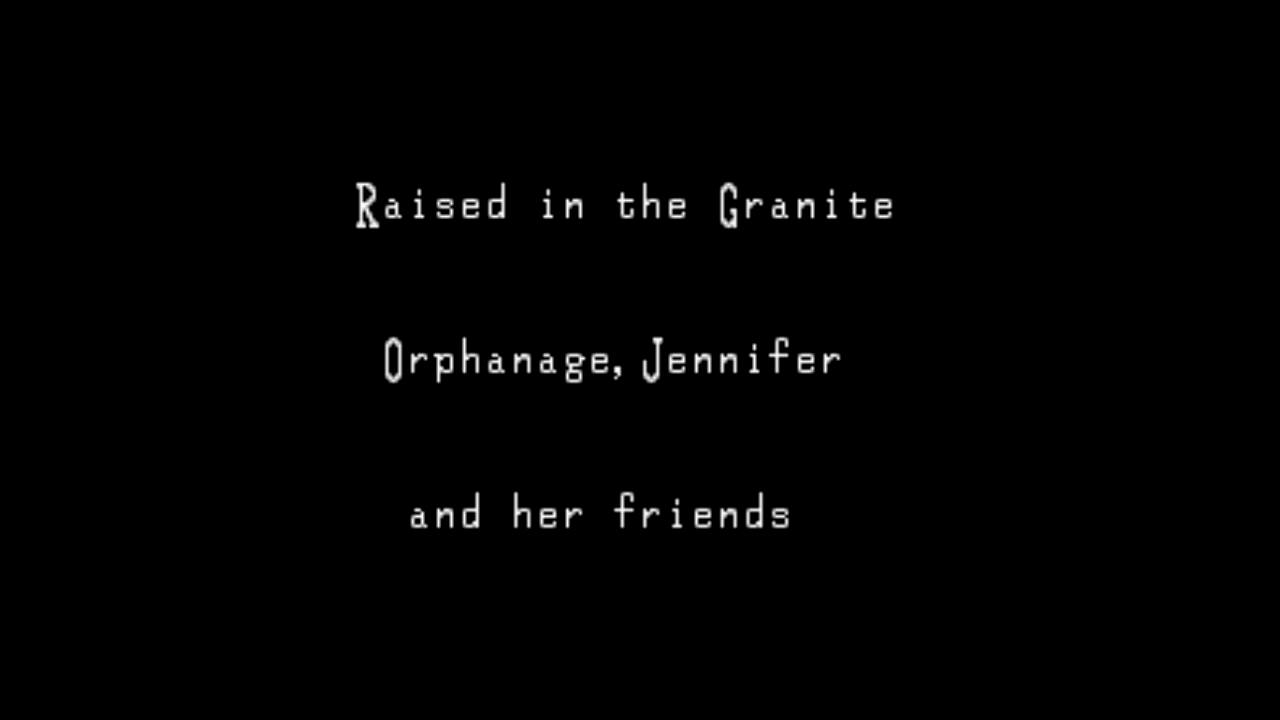 Raised in the Granite
Orphanage, Jennifer
and her friends